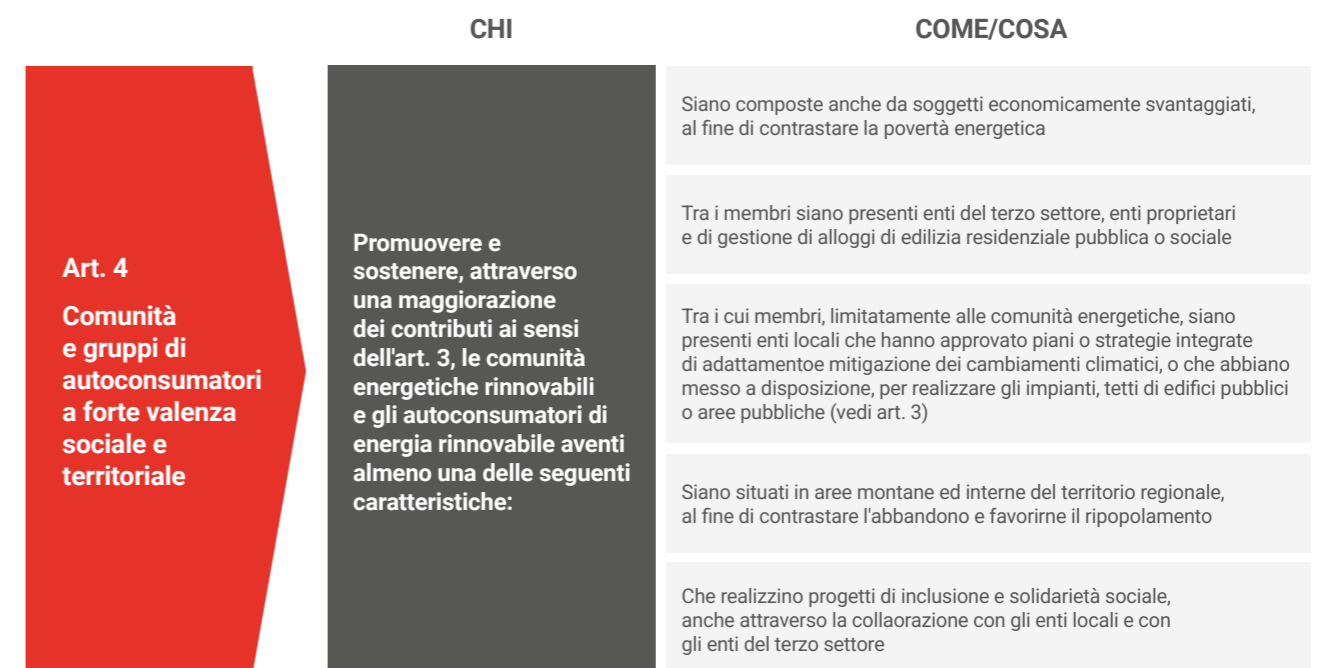 CHI
COME/COSA
Art. 4
Comunità
e gruppi di
autoconsumatori
a forte valenza
sociale e
territoriale
Promuovere e
sostenere, attraverso
una maggiorazione
dei contributi ai sensi
dell'art. 3, le comunità
energetiche rinnovabili
e gli autoconsumatori di
energia rinnovabile aventi
almeno una delle seguenti
caratteristiche:
Siano composte anche da soggetti economicamente svantaggiati,
al fine di contrastare la povertà energetica
Tra i membri siano presenti enti del terzo settore, enti proprietari
e di gestione di alloggi di edilizia residenziale pubblica o sociale
Tra i cui membri, limitatamente alle comunità energetiche, siano
presenti enti locali che hanno approvato piani o strategie integrate
di adattamentoe mitigazione dei cambiamenti climatici, o che abbiano
messo a disposizione, per realizzare gli impianti, tetti di edifici pubblici
o aree pubbliche (vedi art. 3)
Siano situati in aree montane ed interne del territorio regionale,
al fine di contrastare l'abbandono e favorirne il ripopolamento
Che realizzino progetti di inclusione e solidarietà sociale,
anche attraverso la collaorazione con gli enti locali e con
gli enti del terzo settore